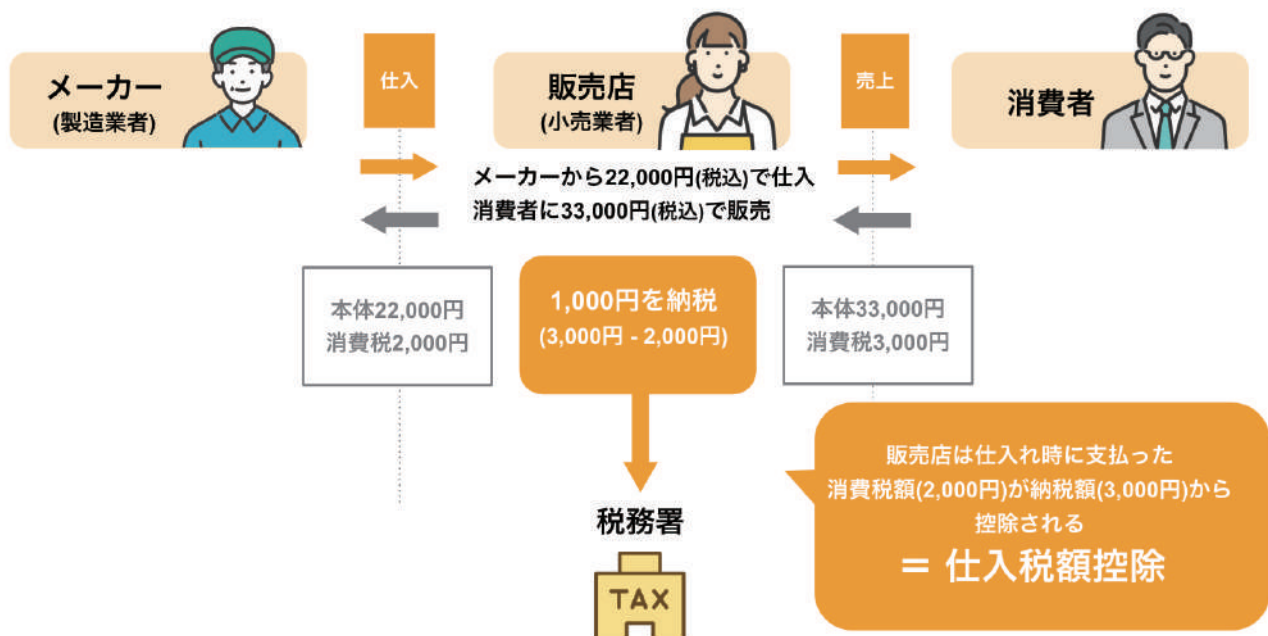 メーカー
(製造業者)
仕入
販売店
(小売業者)
売上
消費者
メーカーから22,000円(税込)で仕入
消費者に33,000円(税込)で販売
本体22,000円
消費税2,000円
1,000円を納税
(3,000円 - 2,000円)
本体33,000円
消費税3,000円
販売店は仕入れ時に支払った
消費税額(2,000円)が納税額(3,000円)から
控除される
＝ 仕入税額控除
税務署
TAX